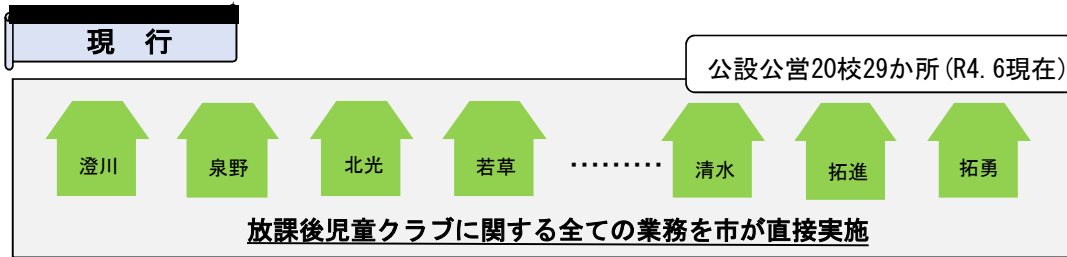 現 行
公設公営20校29か所(R4.6現在)
澄川 泉野 北光 若草 ……… 清水 拓進 拓勇
放課後児童クラブに関する全ての業務を市が直接実施